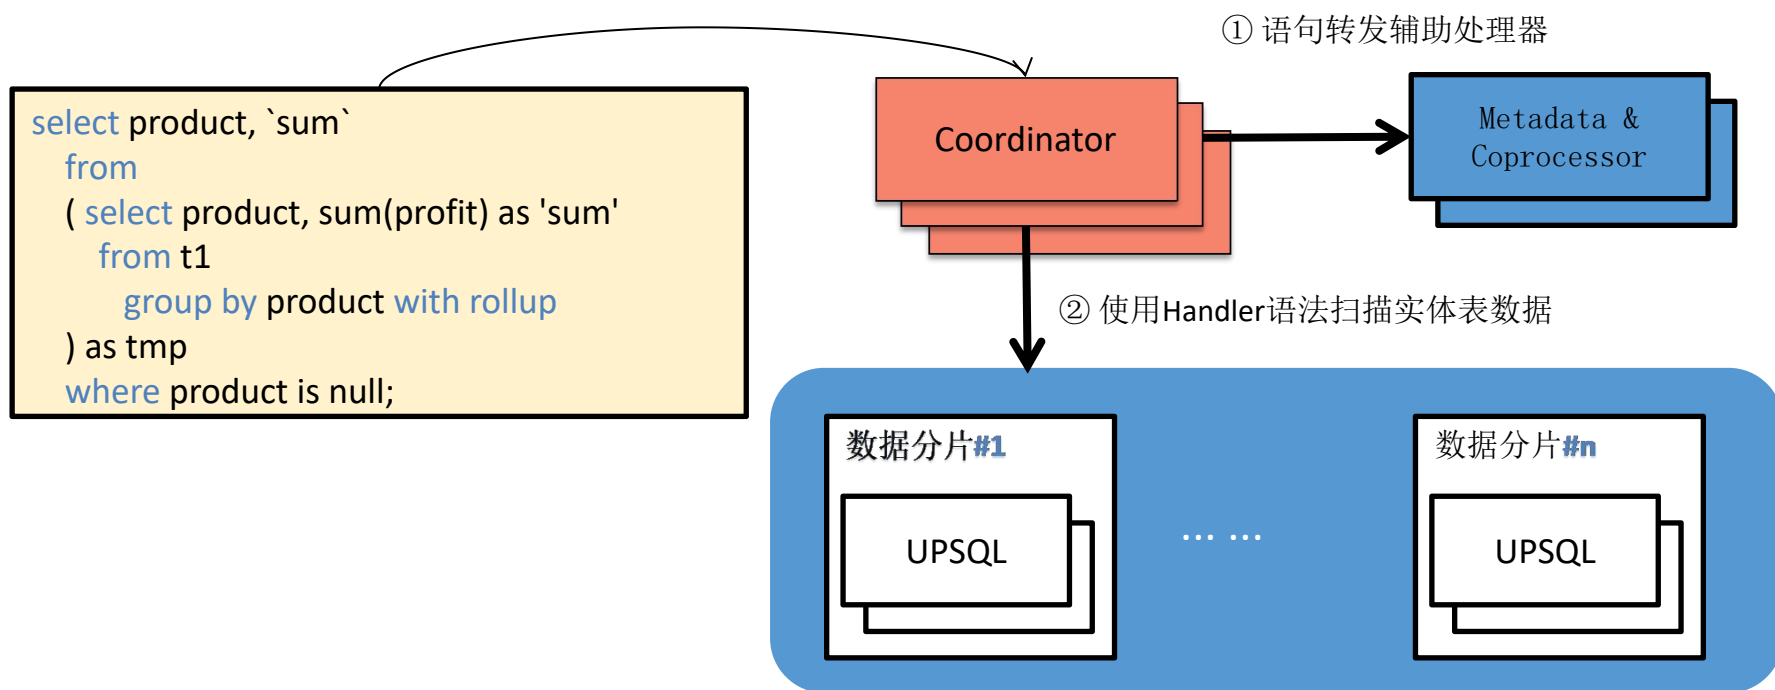 ① 语句转发辅助处理器
select product, `sum`
from
( select product, sum(profit) as 'sum'
from t1
group by product with rollup
) as tmp
where product is null;
Coordinator
Metadata &
Coprocessor
② 使用Handler语法扫描实体表数据
数据分片#1
UPSQL
... ...
数据分片#n
UPSQL